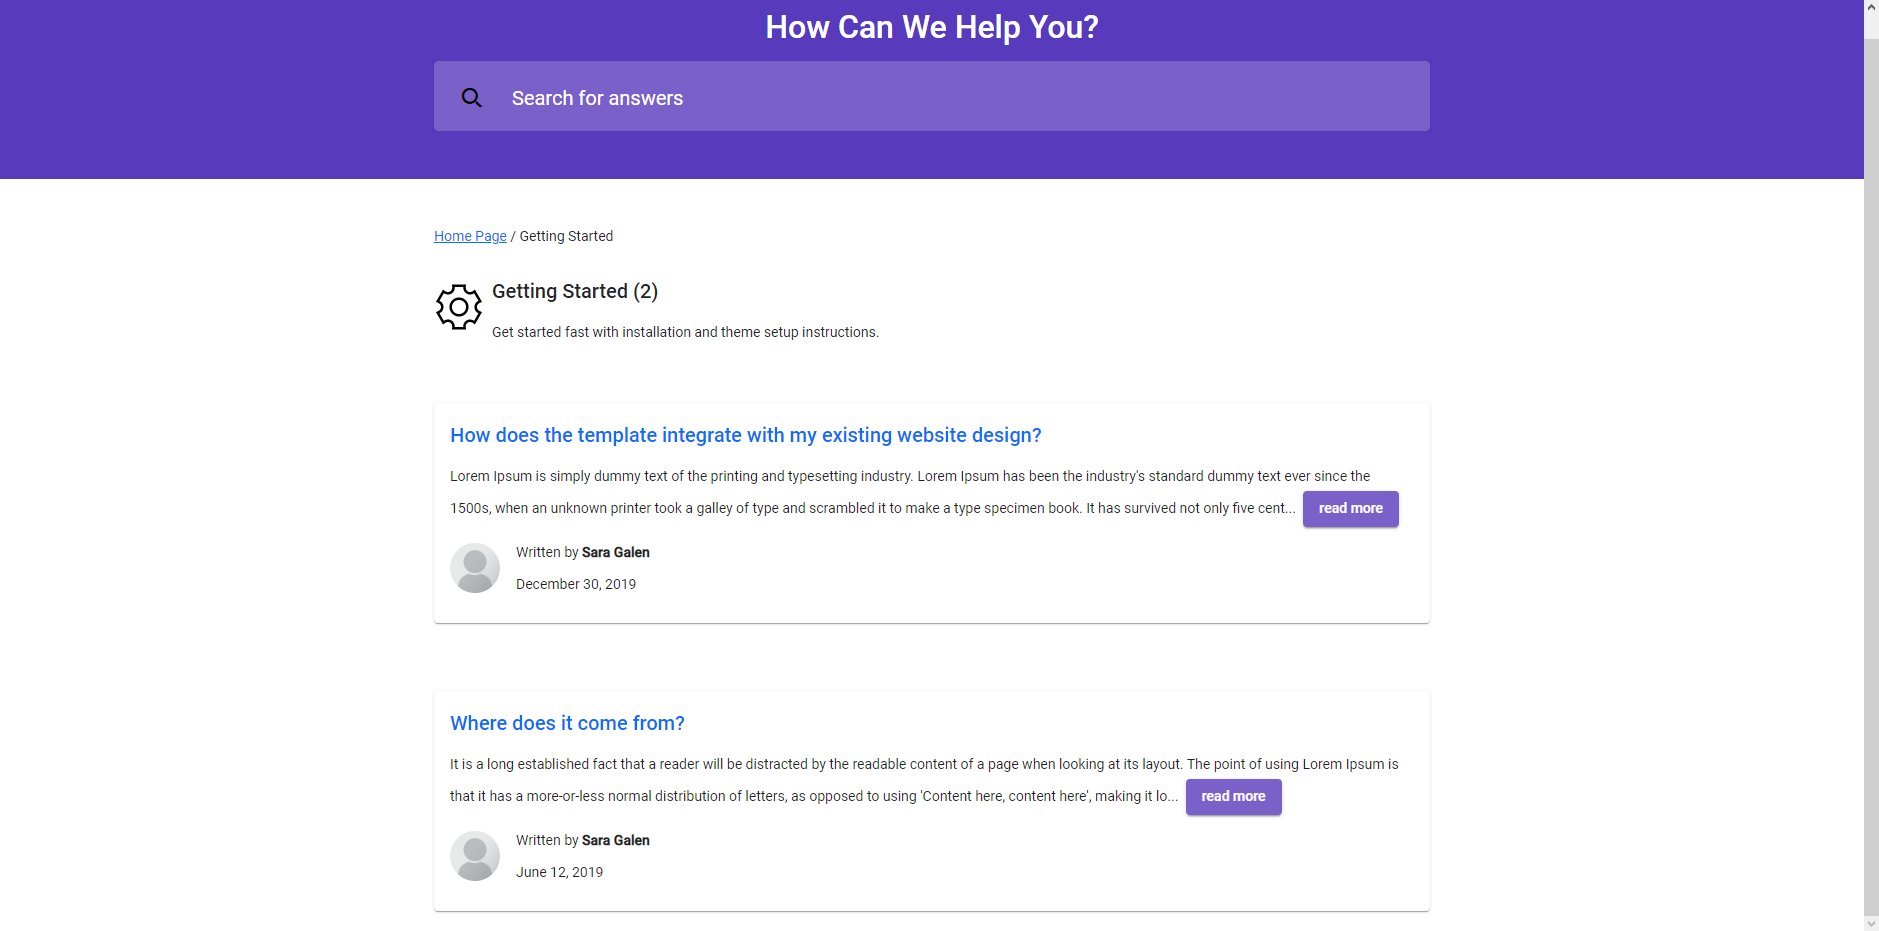 How Can We Help You?
Search for answers
Home Page / Getting Started
Getting Started (2)
Get started fast with installation and theme setup instructions.
How does the template integrate with my existing website design?
Lorem Ipsum is simply dummy text of the printing and typesetting industry. Lorem Ipsum has been the industry's standard dummy text ever since the
1500s, when an unknown printer took a galley of type and scrambled it to make a type specimen book. It has survived not only five cent... read more
Written by Sara Galen
December 30, 2019
Where does it come from?
It is a long established fact that a reader will be distracted by the readable content of a page when looking at its layout. The point of using Lorem Ipsum is
that it has a more-or-less normal distribution of letters, as opposed to using 'Content here, content here', making it lo... read more
Written by Sara Galen
June 12, 2019